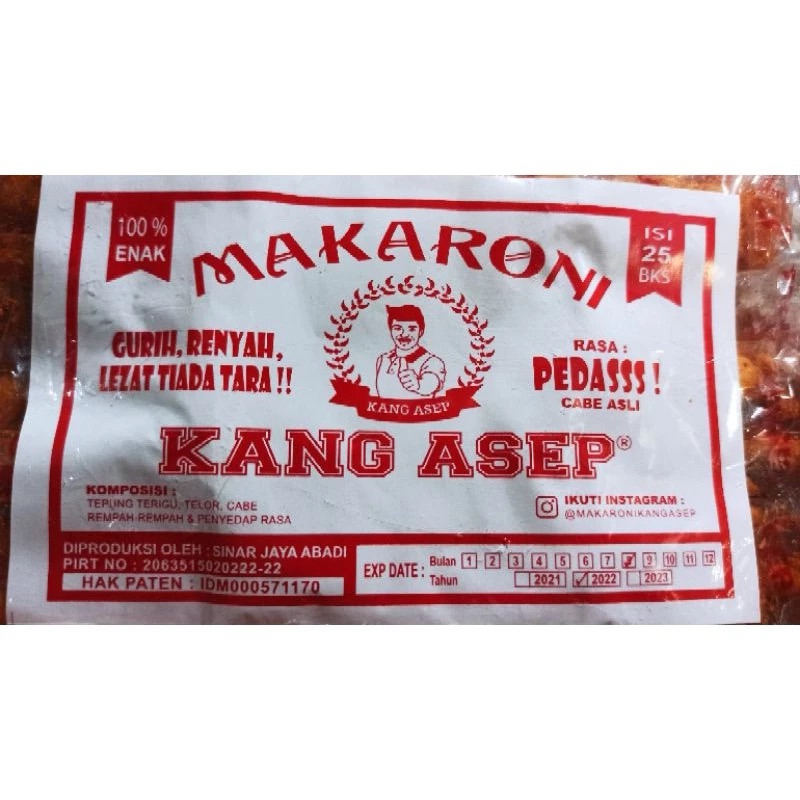 100 %
ENAK
MAKARONI
ISI
25
BKS
GURIH, RENYAH,
LEZAT TIADA TARA !!
KANG ASEP
RASA :
PEDASSS !
CABE ASLI
KANG ASEP®
KOMPOSISI :
TEPUNG TERIGU, TELOR, CABE
REMPAH-REMPAH & PENYEDAP RASA
IKUTI INSTAGRAM :
@MAKARONIKANGASEP
DIPRODUKSI OLEH : SINAR JAYA ABADI
PIRT NO : 2063515020222-22
HAK PATEN : IDM000571170
EXP DATE :
Bulan 1 2 3 4 5 6 7 8 9 10 11 12
Tahun 2021 2022 2023